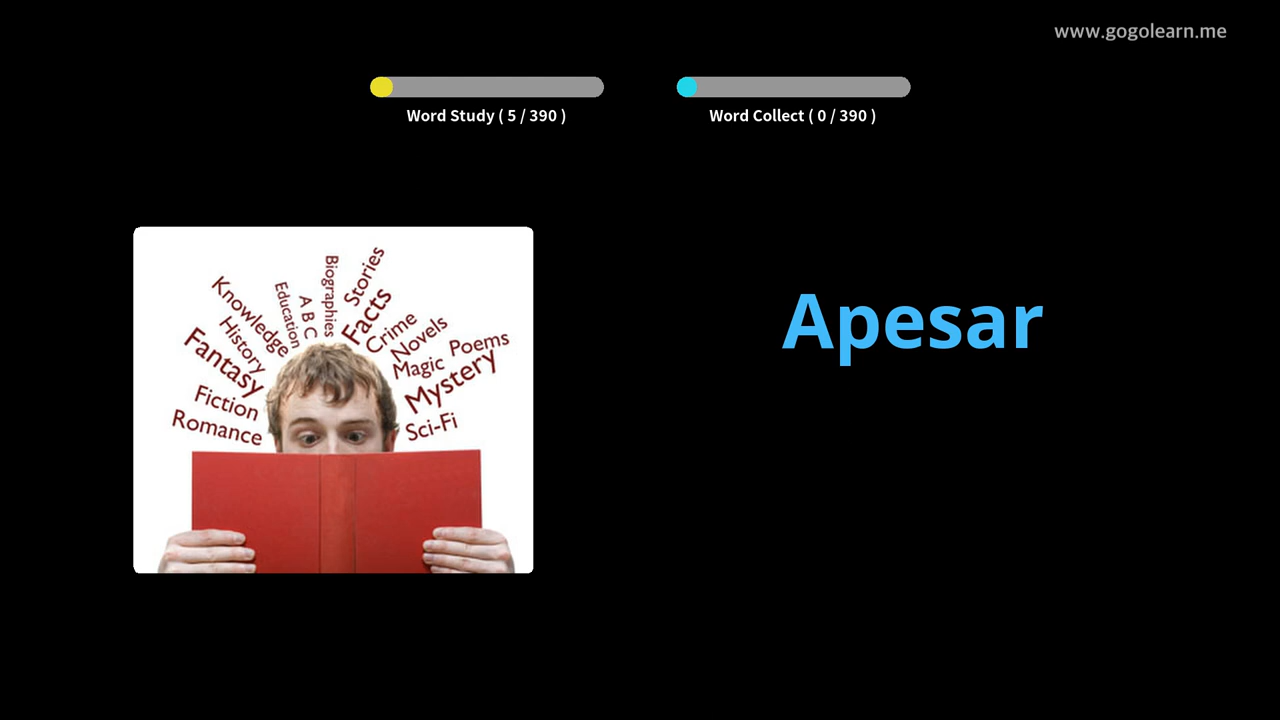 www.gogolearn.me
Word Study ( 5 / 390 )
Word Collect ( 0 / 390 )
Apesar
Biographies
Stories
Education
A B C
Facts
Knowledge
Crime
History
Novels
Fantasy
Magic
Poems
Mystery
Fiction
Romance
Sci-Fi